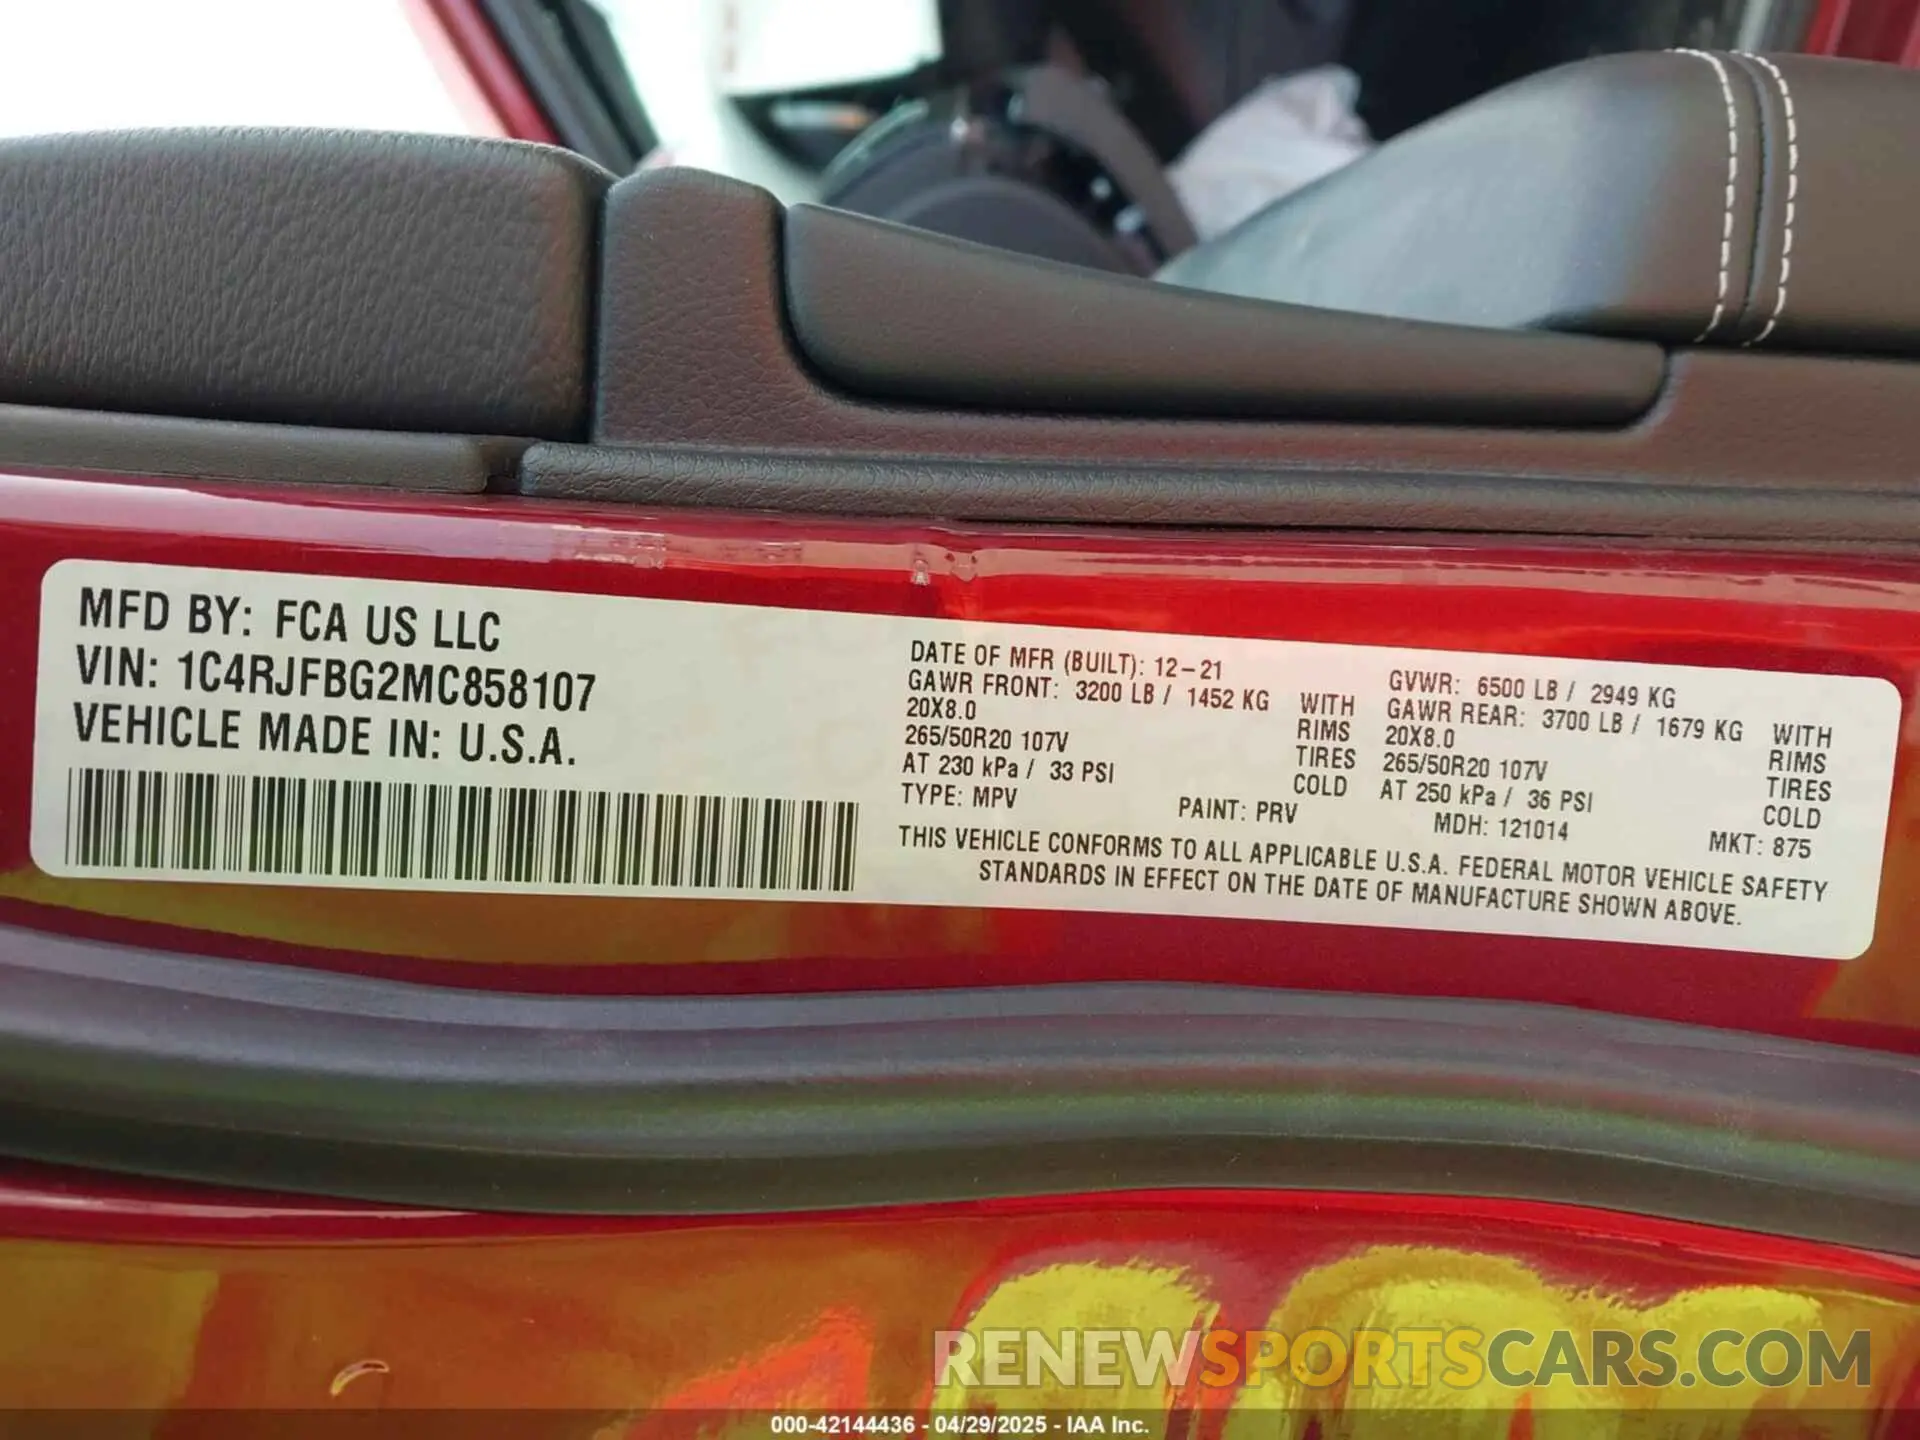 MFD BY: FCA US LLC
VIN: 1C4RJFBG2MC858107
VEHICLE MADE IN: U.S.A.
DATE OF MFR (BUILT): 12-21
GAWR FRONT: 3200 LB / 1452 KG WITH
20X8.0 RIMS
265/50R20 107V TIRES
AT 230 kPa / 33 PSI COLD
GVWR: 6500 LB / 2949 KG
GAWR REAR: 3700 LB / 1679 KG WITH
20X8.0 RIMS
265/50R20 107V TIRES
AT 250 kPa / 36 PSI COLD
TYPE: MPV PAINT: PRV MDH: 121014 MKT: 875
THIS VEHICLE CONFORMS TO ALL APPLICABLE U.S.A. FEDERAL MOTOR VEHICLE SAFETY
STANDARDS IN EFFECT ON THE DATE OF MANUFACTURE SHOWN ABOVE.
RENEWSPORTSCARS.COM
000-42144436 - 04/29/2025 - IAA Inc.